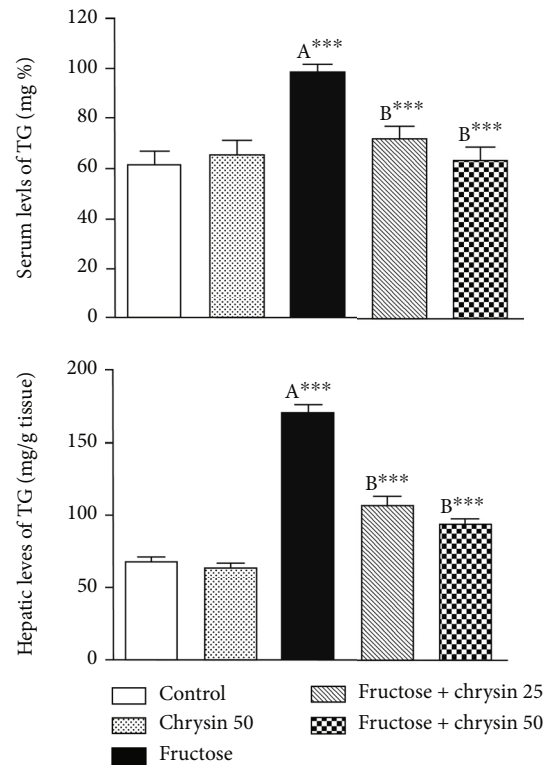 Serum levls of TG (mg %)
120
100
80
60
40
20
0
A***
B***
B***
Hepatic leves of TG (mg/g tissue)
200
150
100
50
0
A***
B***
B***
Control
Chrysin 50
Fructose
Fructose + chrysin 25
Fructose + chrysin 50